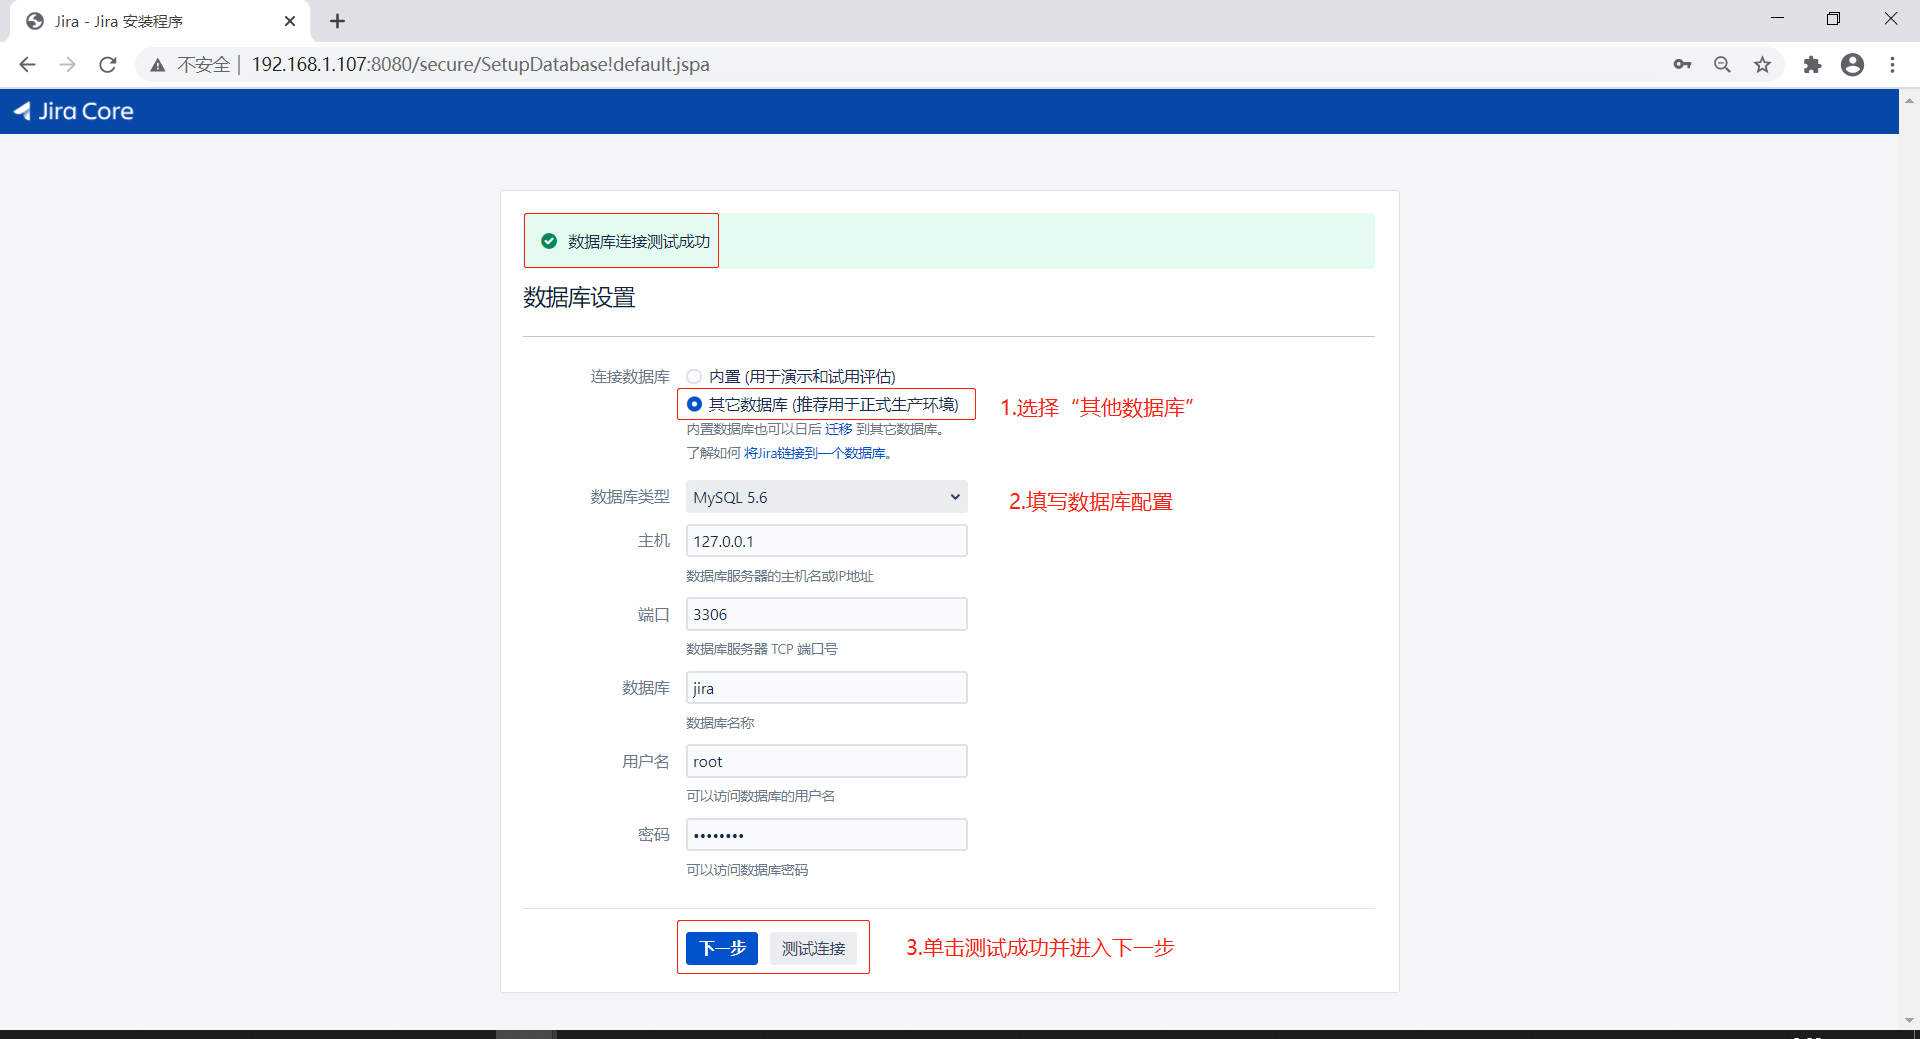 Jira - Jira 安装程序
不安全 | 192.168.1.107:8080/secure/SetupDatabase!default.jspa
Jira Core
数据库连接测试成功
数据库设置
连接数据库 内置 (用于演示和试用评估)
其它数据库 (推荐用于正式生产环境) 1.选择“其他数据库”
内置数据库也可以日后 迁移 到其它数据库。
了解如何 将Jira链接到一个数据库。
数据库类型 MySQL 5.6 2.填写数据库配置
主机 127.0.0.1
数据库服务器的主机名或IP地址
端口 3306
数据库服务器 TCP 端口号
数据库 jira
数据库名称
用户名 root
可以访问数据库的用户名
密码 ••••••••
可以访问数据库密码
下一步 测试连接 3.单击测试成功并进入下一步